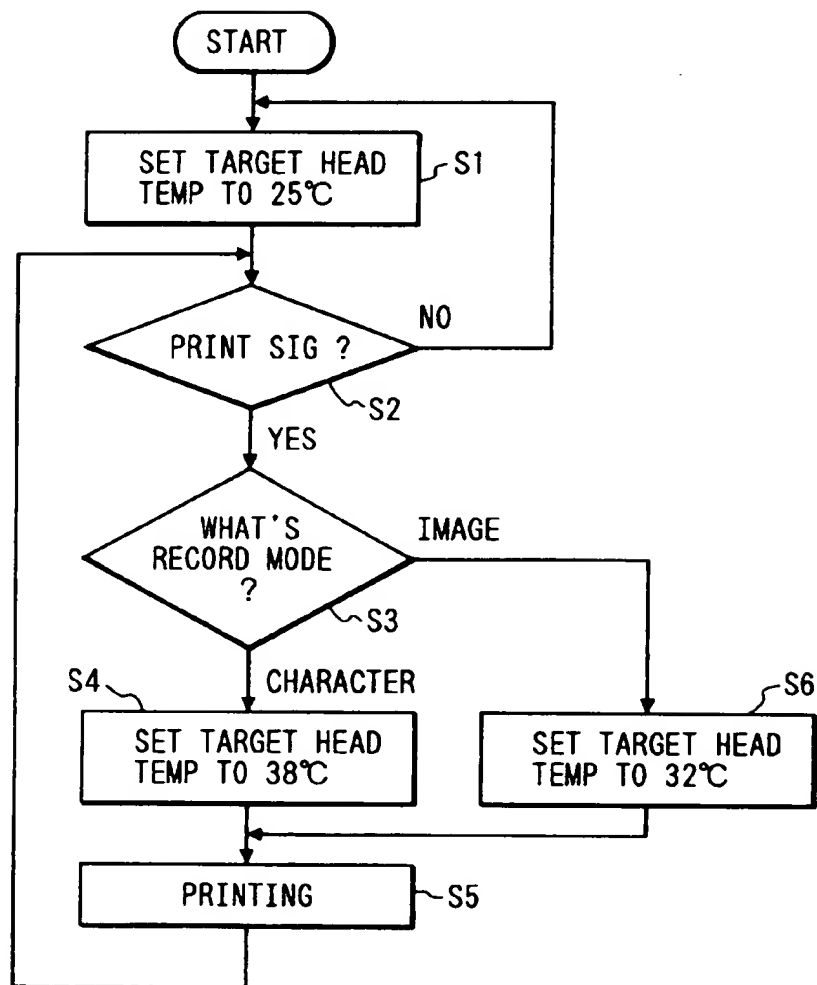 START
SET TARGET HEAD
TEMP TO 25℃
S1
PRINT SIG ?
NO
S2
YES
WHAT'S
RECORD MODE
?
IMAGE
S3
CHARACTER
S4
SET TARGET HEAD
TEMP TO 38℃
S6
SET TARGET HEAD
TEMP TO 32℃
PRINTING
S5